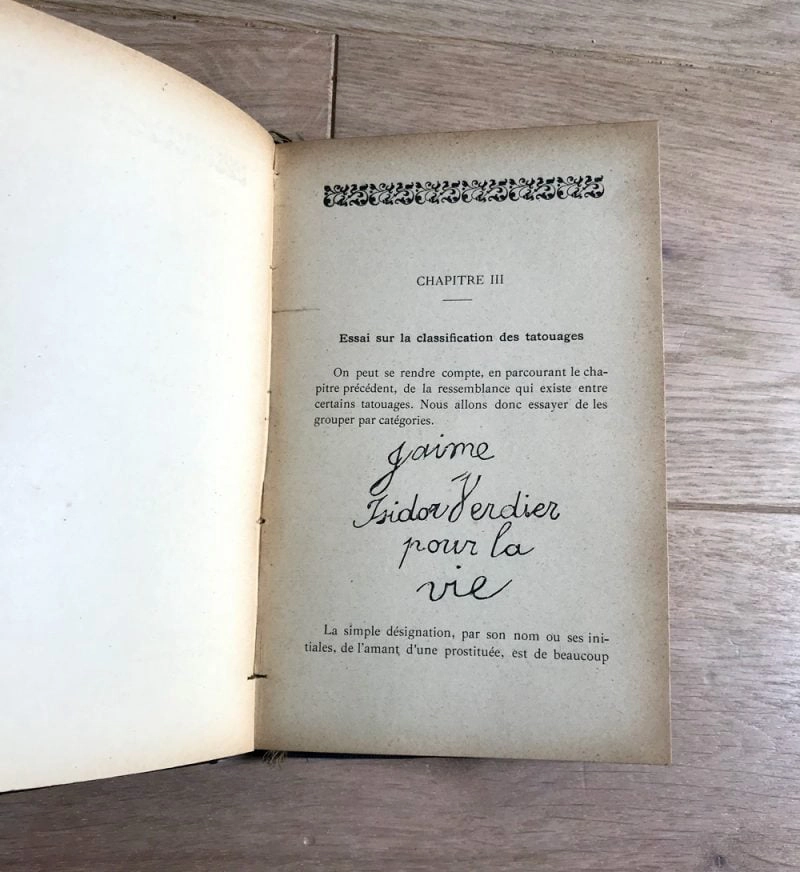 CHAPITRE III
Essai sur la classification des tatouages
On peut se rendre compte, en parcourant le cha-
pitre précédent, de la ressemblance qui existe entre
certains tatouages. Nous allons donc essayer de les
grouper par catégories.
Jaime
Isidor Verdier
pour la
vie
La simple désignation, par son nom ou ses ini-
tiales, de l'amant d'une prostituée, est de beaucoup